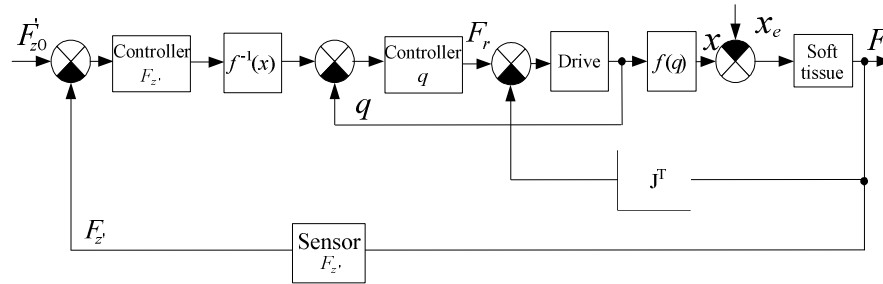 F'z0
Controller
Fz'
f⁻¹(x)
Controller
q
Fr
Drive
f(q)
x
xe
Soft
tissue
F
q
Jᵀ
Fz'
Sensor
Fz'